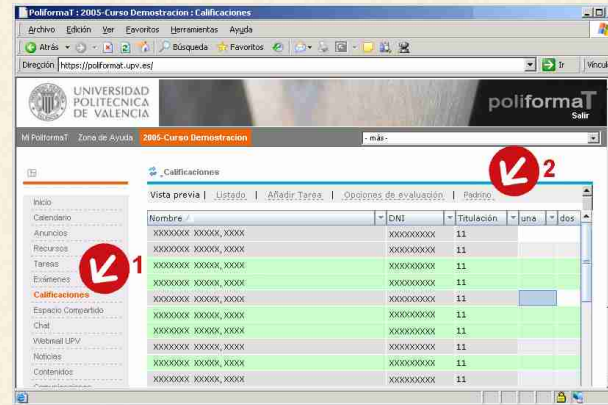 PoliformaT : 2005-Curso Demostracion : Calificaciones
Archivo Edición Ver Favoritos Herramientas Ayuda
Atrás Búsqueda Favoritos
Dirección https://poliformat.upv.es/ Ir Víncul
UNIVERSIDAD
POLITECNICA
DE VALENCIA
poliformaT
Salir
Mi PoliformaT Zona de Ayuda 2005-Curso Demostracion - más-
Calificaciones
2
Vista previa | Listado | Añadir Tarea | Opciones de evaluación | Padrino
Nombre DNI Titulación una dos
XXXXXXX XXXXX, XXXX XXXXXXXXX 11
XXXXXXX XXXXX, XXXX XXXXXXXXX 11
XXXXXXX XXXXX, XXXX XXXXXXXXX 11
XXXXXXX XXXXX, XXXX XXXXXXXXX 11
XXXXXXX XXXXX, XXXX XXXXXXXXX 11
XXXXXXX XXXXX, XXXX XXXXXXXXX 11
XXXXXXX XXXXX, XXXX XXXXXXXXX 11
XXXXXXX XXXXX, XXXX XXXXXXXXX 11
XXXXXXX XXXXX, XXXX XXXXXXXXX 11
XXXXXXX XXXXX, XXXX XXXXXXXXX 11
Inicio
Calendario
Anuncios
Recursos
Tareas
1
Exámenes
Calificaciones
Espacio Compartido
Chat
Webmail UPV
Noticias
Contenidos
Comunicaciones